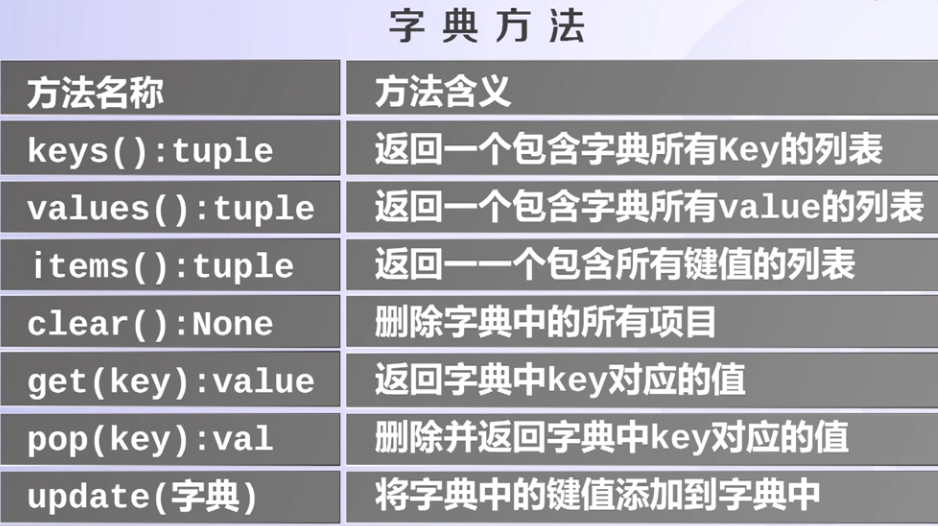 字典方法
方法名称 方法含义
keys():tuple 返回一个包含字典所有Key的列表
values():tuple 返回一个包含字典所有value的列表
items():tuple 返回一一个包含所有键值的列表
clear():None 删除字典中的所有项目
get(key):value 返回字典中key对应的值
pop(key):val 删除并返回字典中key对应的值
update(字典) 将字典中的键值添加到字典中